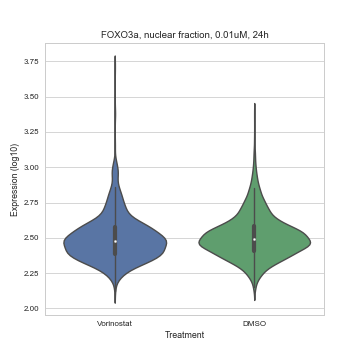 FOXO3a, nuclear fraction, 0.01uM, 24h
3.75
3.50
3.25
3.00
2.75
2.50
2.25
2.00
Expression (log10)
Vorinostat
DMSO
Treatment